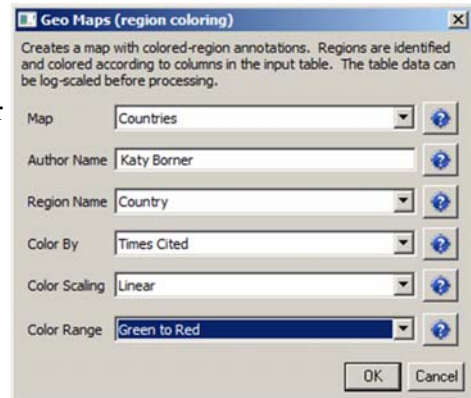 Geo Maps (region coloring)
Creates a map with colored-region annotations. Regions are identified
and colored according to columns in the input table. The table data can
be log-scaled before processing.
Map Countries
Author Name Katy Borner
Region Name Country
Color By Times Cited
Color Scaling Linear
Color Range Green to Red
OK Cancel